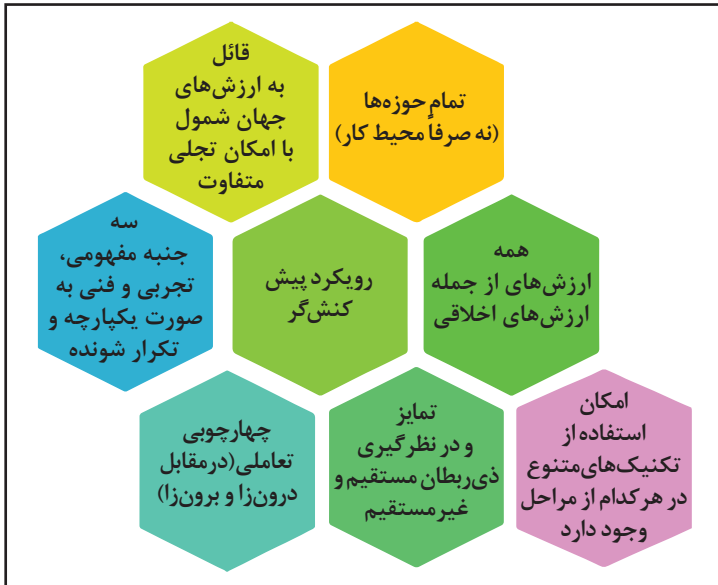 تمام حوزه‌ها
(نه صرفاً محیط کار)
قائل
به ارزش‌های
جهان شمول
با امکان تجلی
متفاوت
همه
ارزش‌های از جمله
ارزش‌های اخلاقی
رویکرد پیش
کنش‌گر
سه
جنبه مفهومی،
تجربی و فنی به
صورت یکپارچه و
تکرار شونده
امکان
استفاده از
تکنیک‌های متنوع
در هرکدام از مراحل
وجود دارد
تمایز
و در نظرگیری
ذی‌ربطان مستقیم و
غیرمستقیم
چهارچوبی
تعاملی(درمقابل
درون‌زا و برون‌زا)